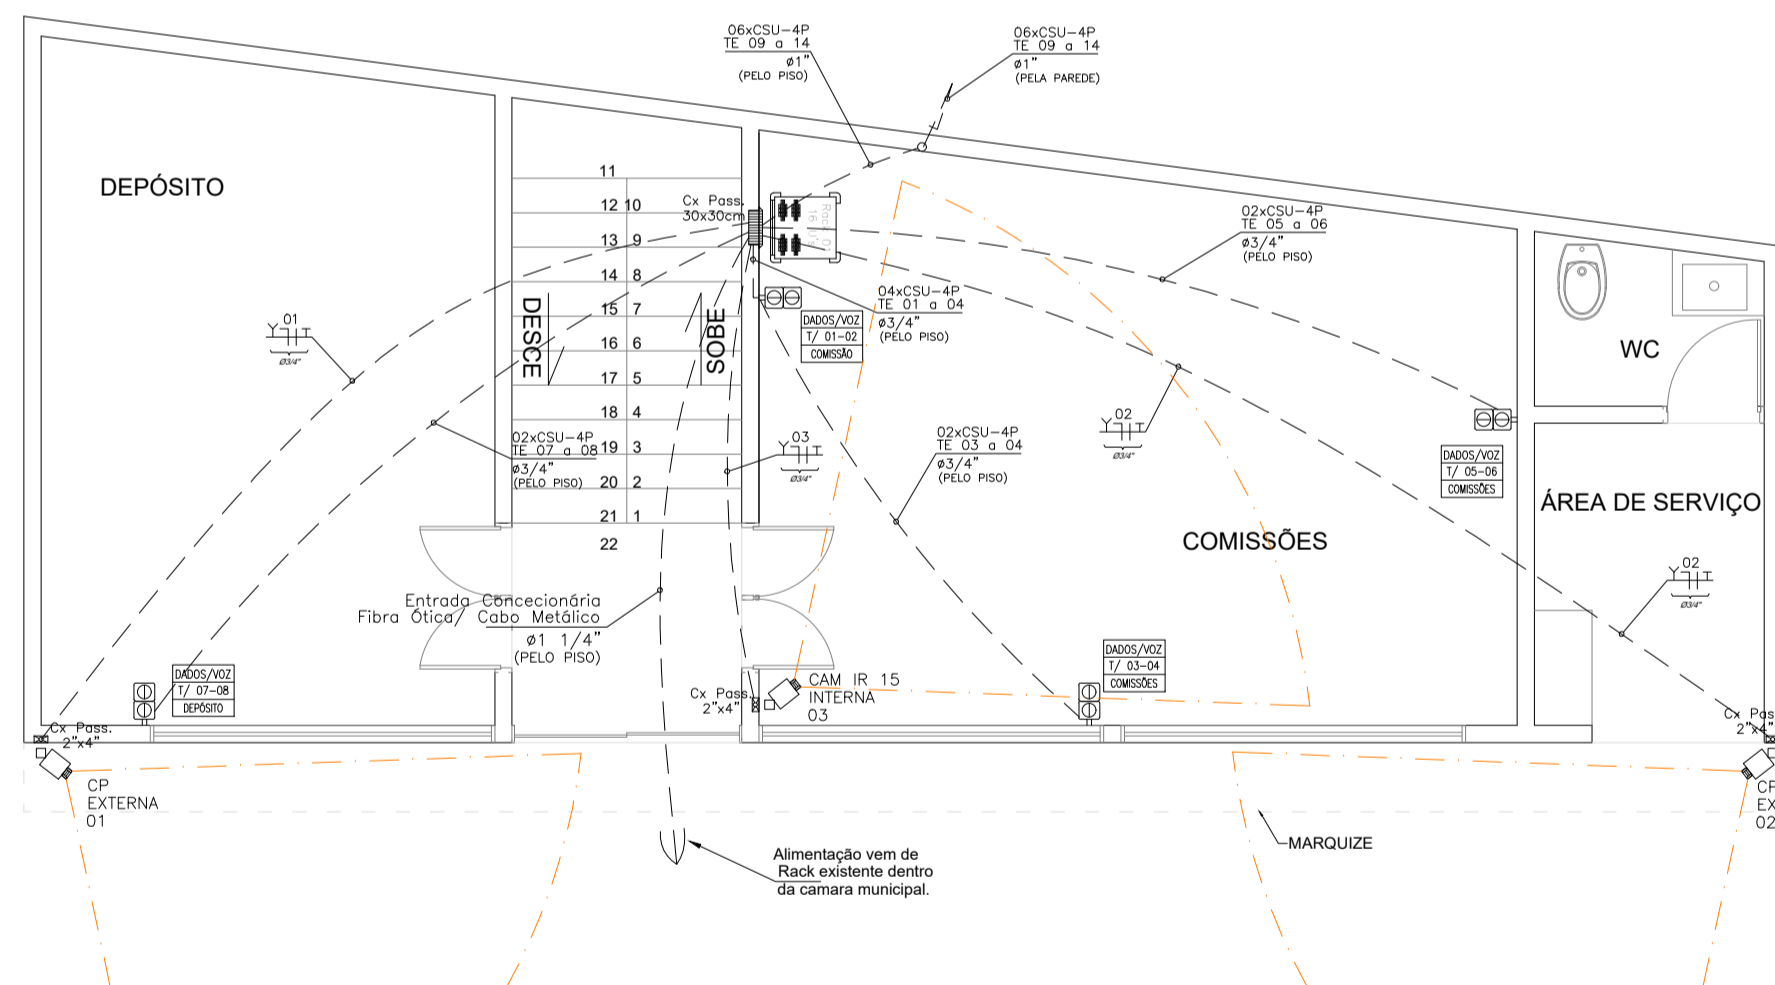 06xCSU-4P
TE 09 a 14
ø1"
(PELO PISO)
06xCSU-4P
TE 09 a 14
ø1"
(PELA PAREDE)
DEPÓSITO
11
12 10
13 9
14 8
15 7
16 6
17 5
18 4
19 3
20 2
21 1
22
DESCE
SOBE
Cx Pass.
30x30cm
Rack 01
02xCSU-4P
TE 05 a 06
ø3/4"
(PELO PISO)
04xCSU-4P
TE 01 a 04
ø3/4"
(PELO PISO)
DADOS/VOZ
T/ 01-02
COMISSÃO
01
Ø3/4"
WC
02xCSU-4P
TE 07 a 08
ø3/4"
(PELO PISO)
03
Ø3/4"
02xCSU-4P
TE 03 a 04
ø3/4"
(PELO PISO)
02
Ø3/4"
DADOS/VOZ
T/ 05-06
COMISSÕES
ÁREA DE SERVIÇO
COMISSÕES
02
Ø3/4"
Entrada Concecionária
Fibra Ótica/ Cabo Metálico
ø1 1/4"
(PELO PISO)
DADOS/VOZ
T/ 07-08
DEPÓSITO
DADOS/VOZ
T/ 03-04
COMISSÕES
Cx Pass.
2"x4"
CAM IR 15
INTERNA
03
Cx Pass.
2"x4"
Cx Pas
2"x4"
CP
EXTERNA
01
CP
EX
02
MARQUIZE
Alimentação vem de
Rack existente dentro
da camara municipal.